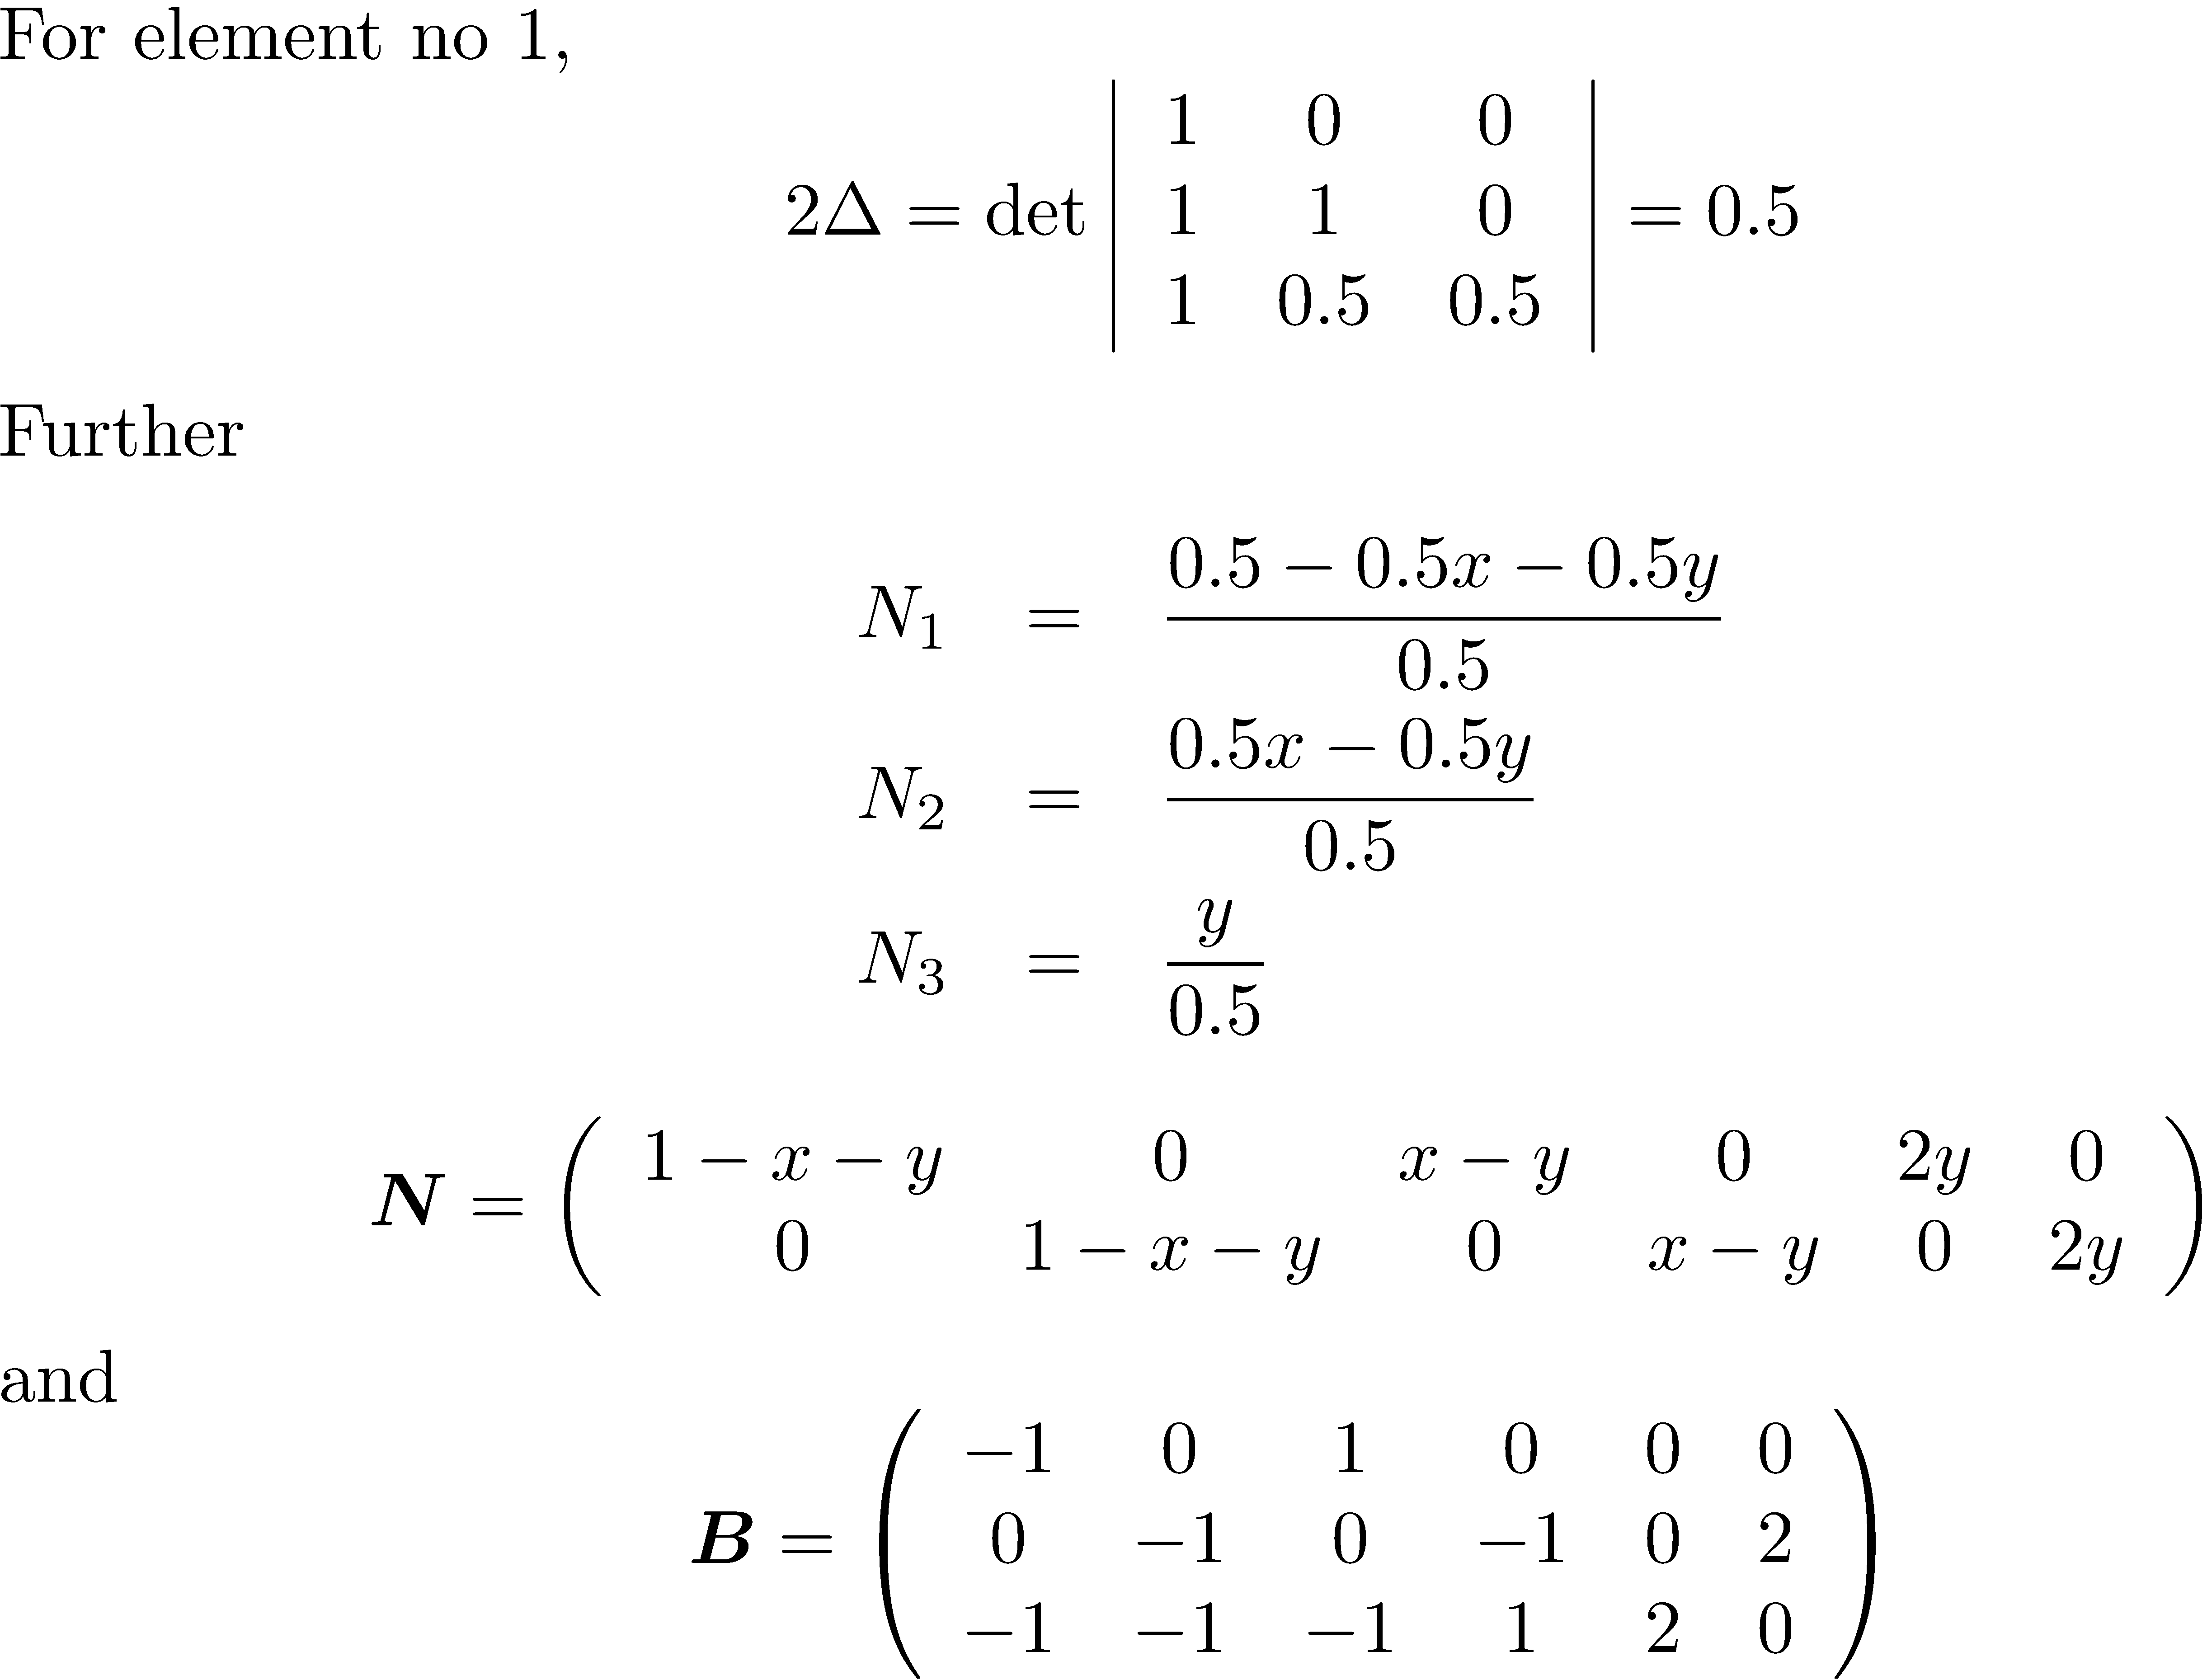 For element no 1,
2Δ = det | 1 0 0 |
| 1 1 0 | = 0.5
| 1 0.5 0.5 |
Further
N₁ = (0.5 − 0.5x − 0.5y) / 0.5
N₂ = (0.5x − 0.5y) / 0.5
N₃ = y / 0.5
N = ( 1 − x − y 0 x − y 0 2y 0 )
( 0 1 − x − y 0 x − y 0 2y )
and
B = ( −1 0 1 0 0 0 )
( 0 −1 0 −1 0 2 )
( −1 −1 −1 1 2 0 )